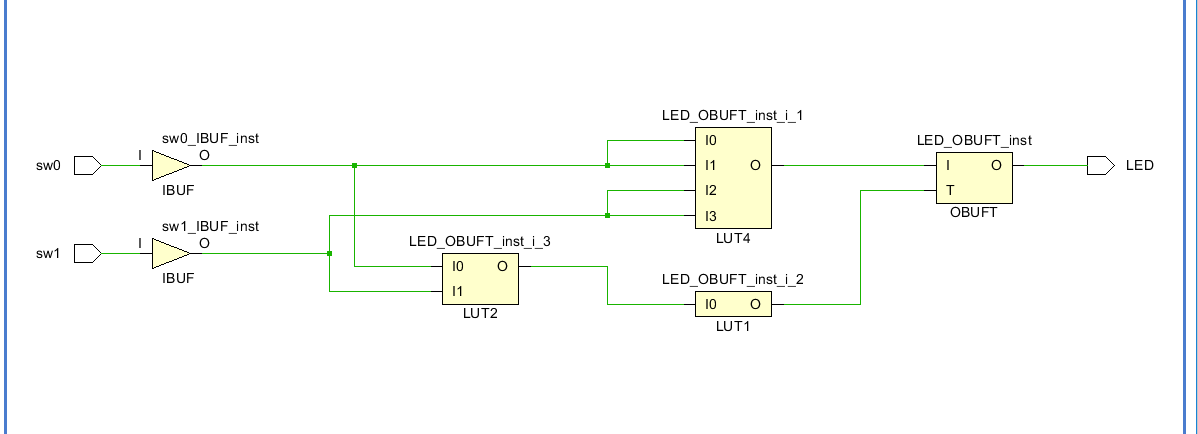 LED_OBUFT_inst_i_1
sw0_IBUF_inst
LED_OBUFT_inst
I0
sw0
I
O
I1
O
I
O
LED
IBUF
I2
T
I3
OBUFT
sw1_IBUF_inst
LUT4
sw1
I
O
LED_OBUFT_inst_i_3
IBUF
I0
O
LED_OBUFT_inst_i_2
I1
I0
O
LUT2
LUT1